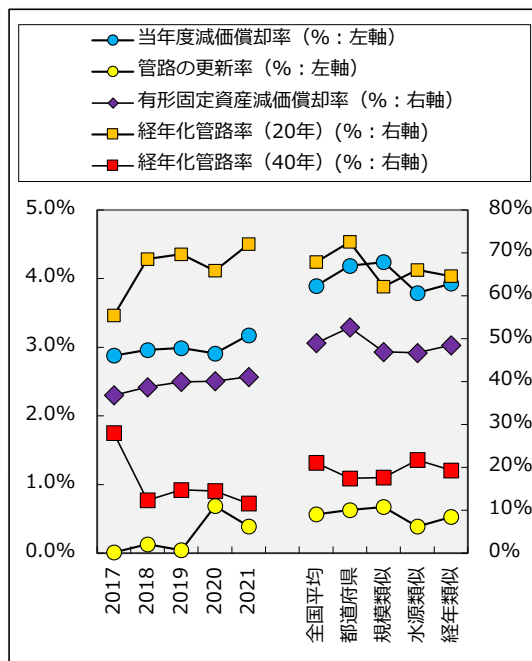 当年度減価償却率（%：左軸）
管路の更新率（%：左軸）
有形固定資産減価償却率（%：右軸）
経年化管路率（20年）(%：右軸)
経年化管路率（40年）(%：右軸)
5.0%
4.0%
3.0%
2.0%
1.0%
0.0%
80%
70%
60%
50%
40%
30%
20%
10%
0%
2017
2018
2019
2020
2021
全国平均
都道府県
規模類似
水源類似
経年類似